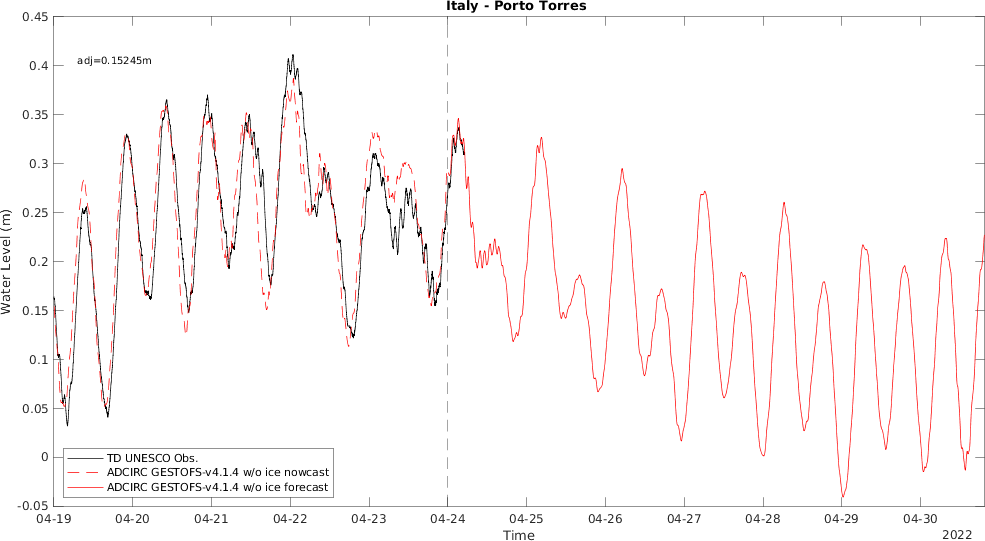 Italy - Porto Torres
0.45
0.4
0.35
0.3
0.25
0.2
0.15
0.1
0.05
0
-0.05
Water Level (m)
adj=0.15245m
TD UNESCO Obs.
ADCIRC GESTOFS-v4.1.4 w/o ice nowcast
ADCIRC GESTOFS-v4.1.4 w/o ice forecast
04-19 04-20 04-21 04-22 04-23 04-24 04-25 04-26 04-27 04-28 04-29 04-30
Time
2022